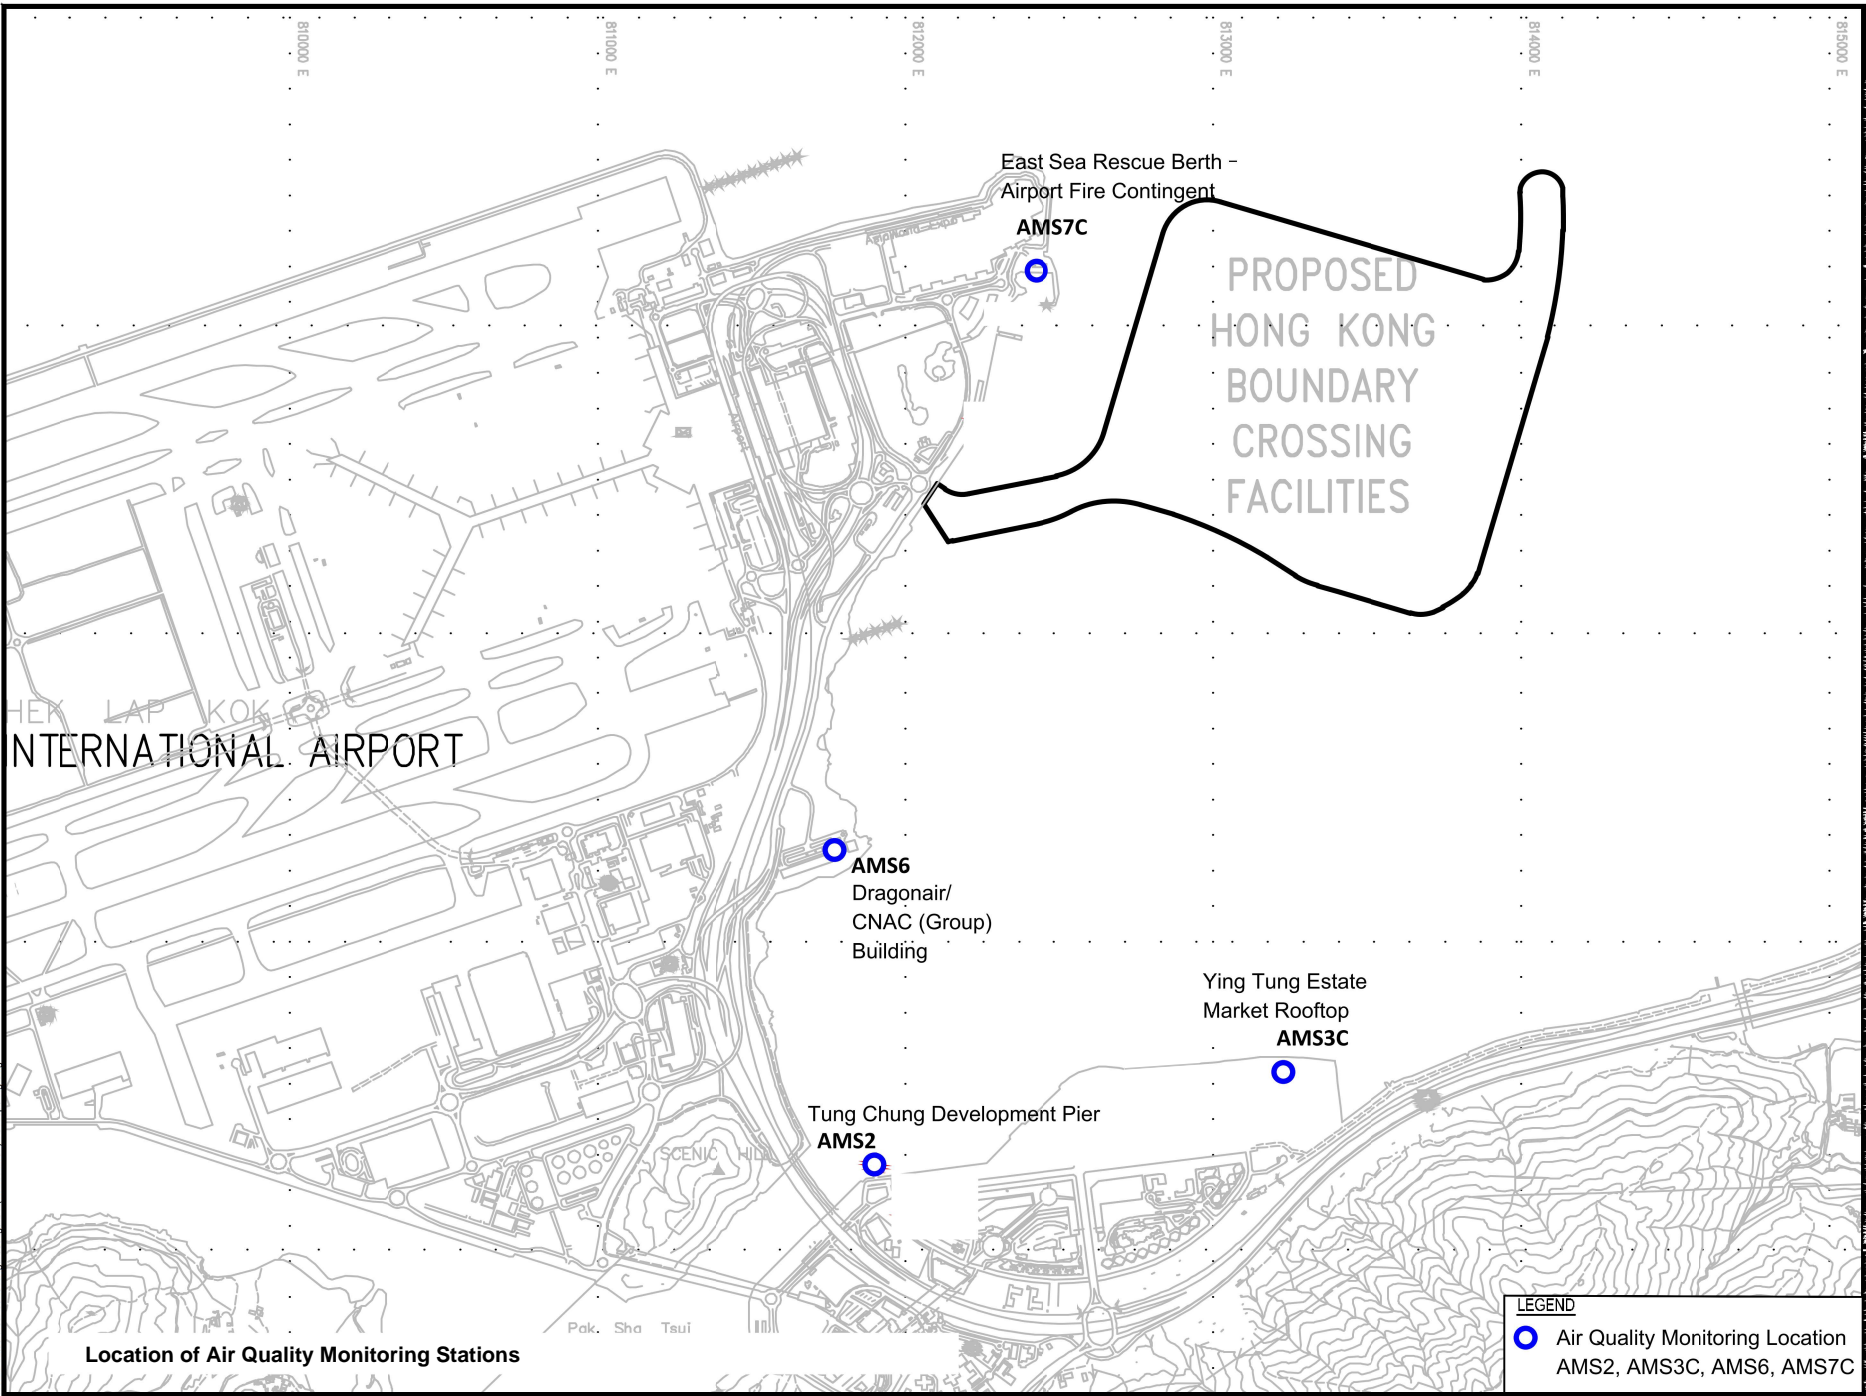 810000 E
811000 E
812000 E
813000 E
814000 E
815000 E
East Sea Rescue Berth –
Airport Fire Contingent
AMS7C
PROPOSED
HONG KONG
BOUNDARY
CROSSING
FACILITIES
Airport
HEK LAP KOK
INTERNATIONAL AIRPORT
AMS6
Dragonair/
CNAC (Group)
Building
Ying Tung Estate
Market Rooftop
AMS3C
Tung Chung Development Pier
AMS2
SCENIC HILL
Pak Sha Tsui
Location of Air Quality Monitoring Stations
LEGEND
Air Quality Monitoring Location
AMS2, AMS3C, AMS6, AMS7C